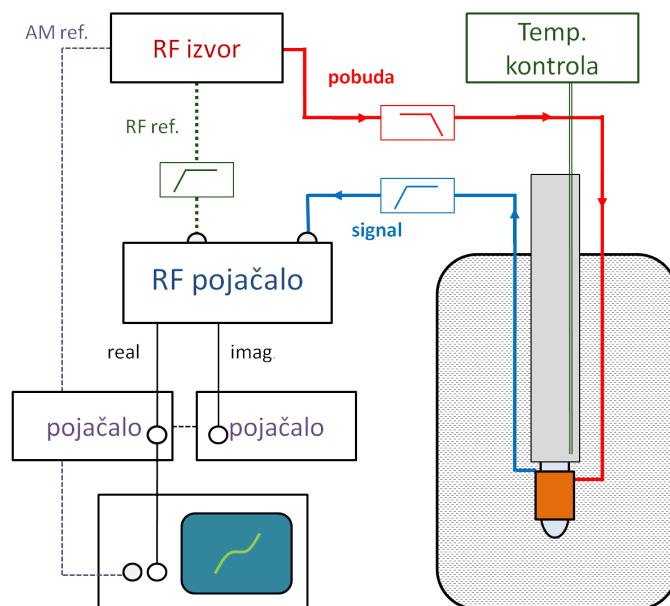 AM ref.
RF izvor
Temp.
kontrola
pobuda
RF ref.
signal
RF pojačalo
real
imag.
pojačalo
pojačalo